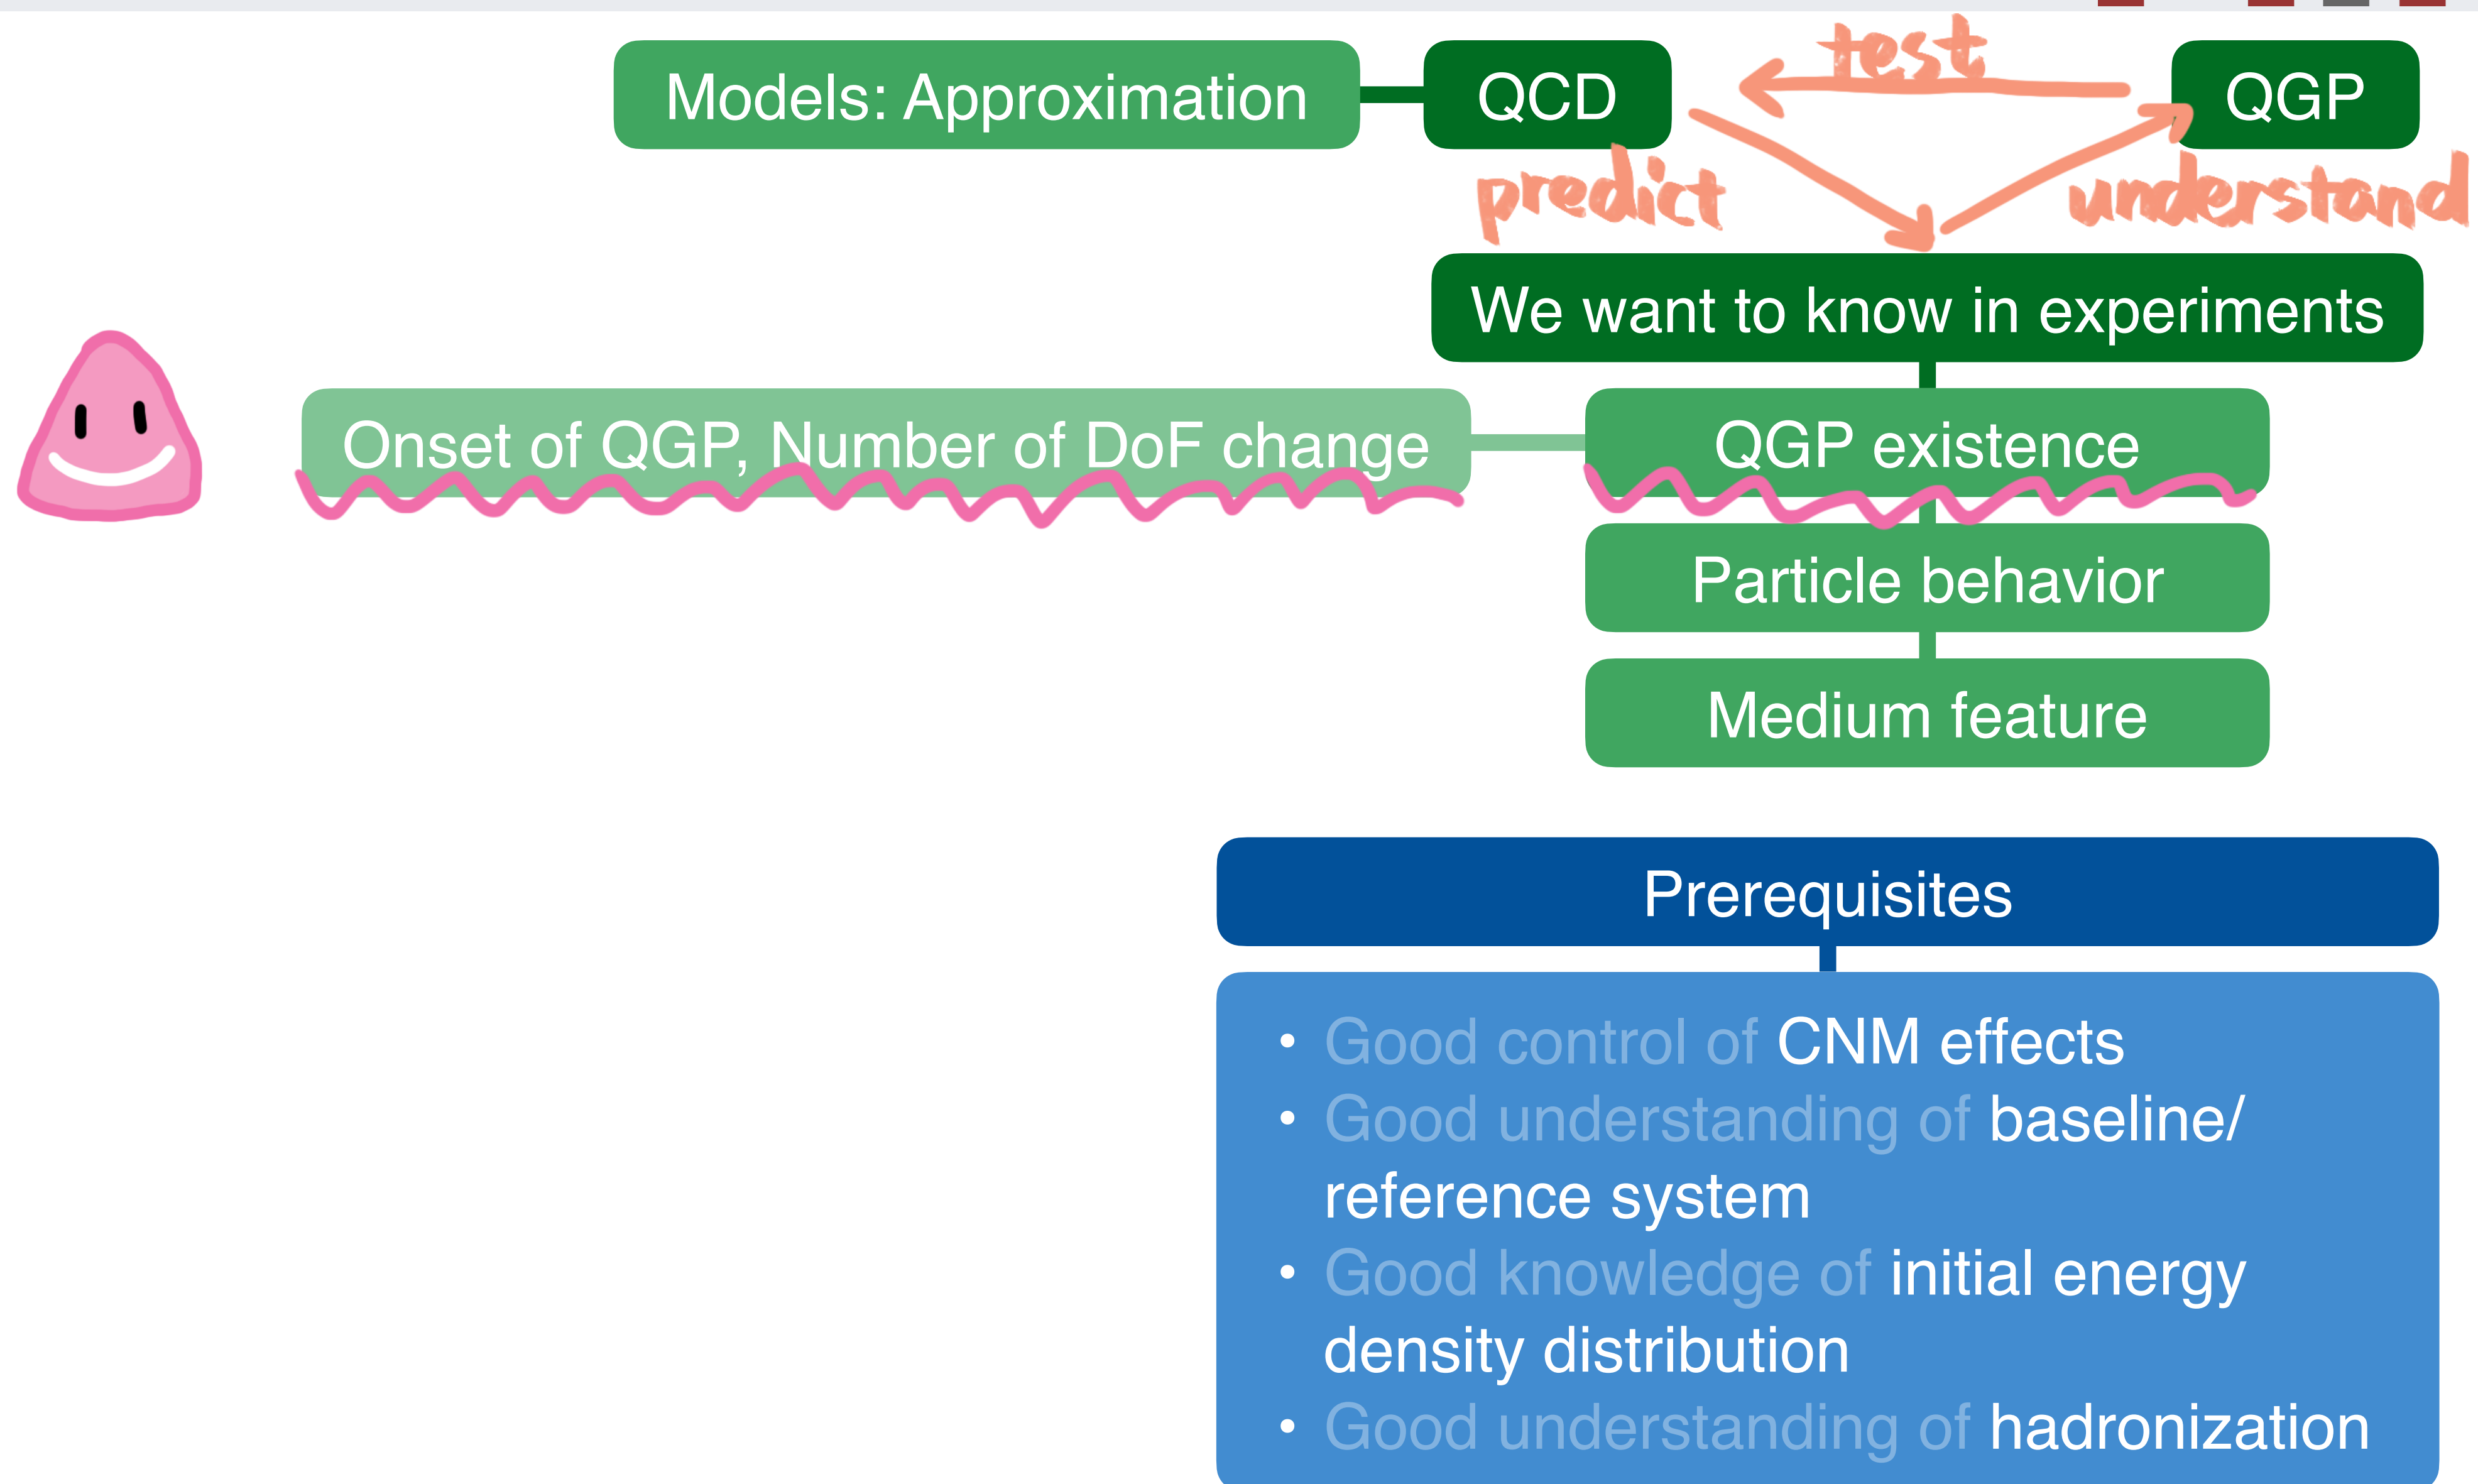 Models: Approximation
QCD
test
QGP
predict
understand
We want to know in experiments
Onset of QGP, Number of DoF change
QGP existence
Particle behavior
Medium feature
Prerequisites
• Good control of CNM effects
• Good understanding of baseline/
reference system
• Good knowledge of initial energy
density distribution
• Good understanding of hadronization